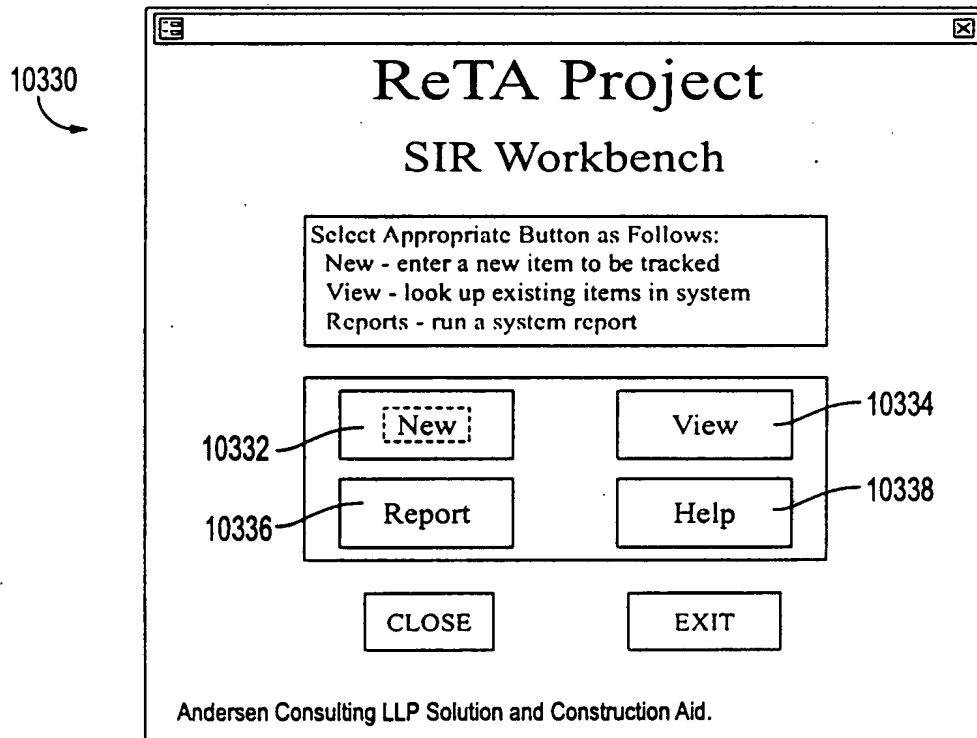 10330
ReTA Project
SIR Workbench
Select Appropriate Button as Follows:
New - enter a new item to be tracked
View - look up existing items in system
Reports - run a system report
New
View
10332
10334
Report
Help
10336
10338
CLOSE
EXIT
Andersen Consulting LLP Solution and Construction Aid.